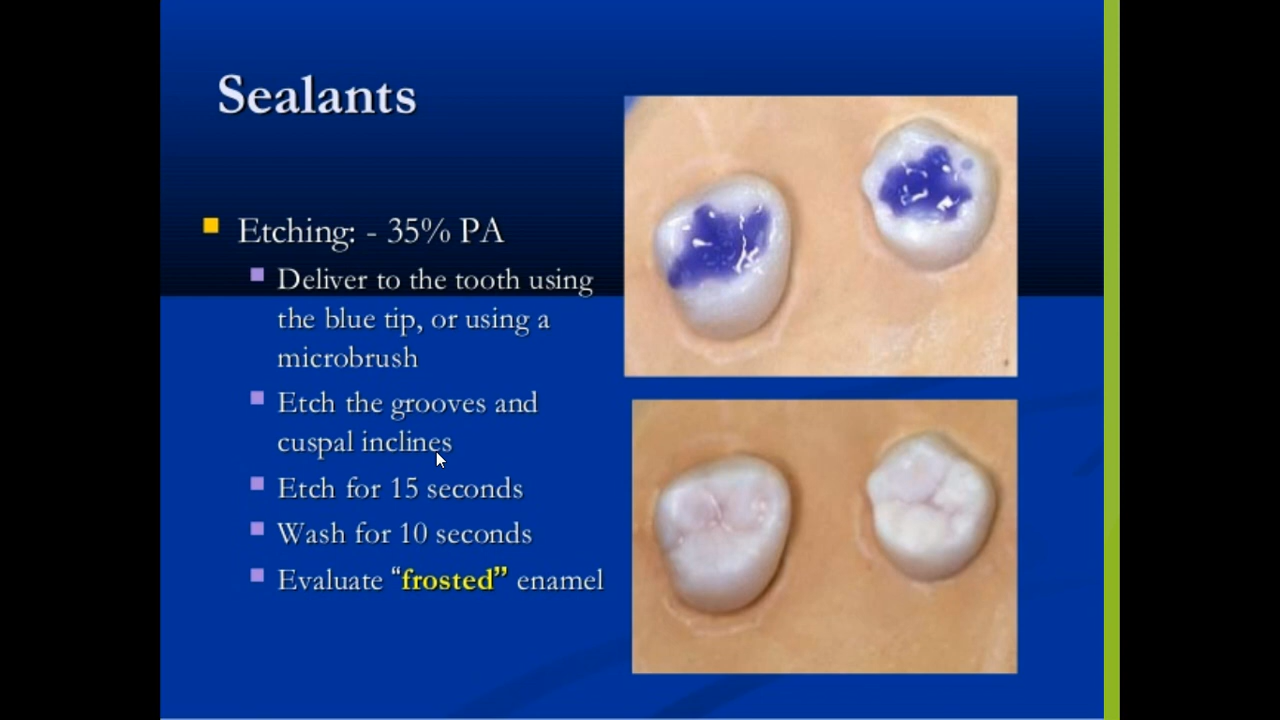 Sealants
Etching: - 35% PA
Deliver to the tooth using
the blue tip, or using a
microbrush
Etch the grooves and
cuspal inclines
Etch for 15 seconds
Wash for 10 seconds
Evaluate “frosted” enamel